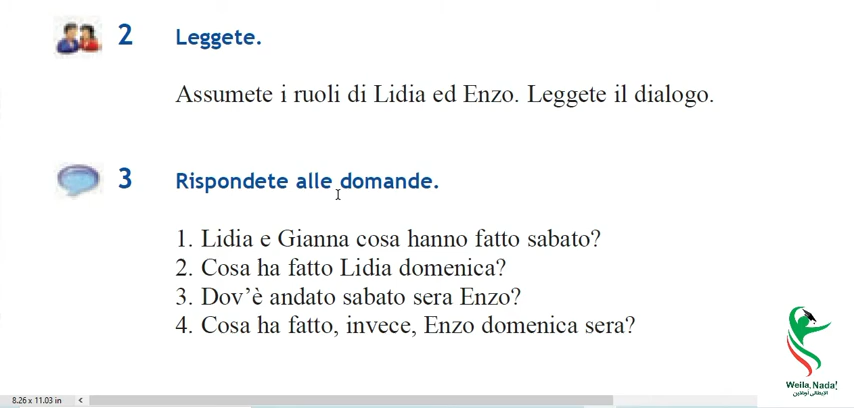 2 Leggete.
Assumete i ruoli di Lidia ed Enzo. Leggete il dialogo.
3 Rispondete alle domande.
1. Lidia e Gianna cosa hanno fatto sabato?
2. Cosa ha fatto Lidia domenica?
3. Dov'è andato sabato sera Enzo?
4. Cosa ha fatto, invece, Enzo domenica sera?
Weila, Nada!
الايطالي أونلاين
8.26 x 11.03 in